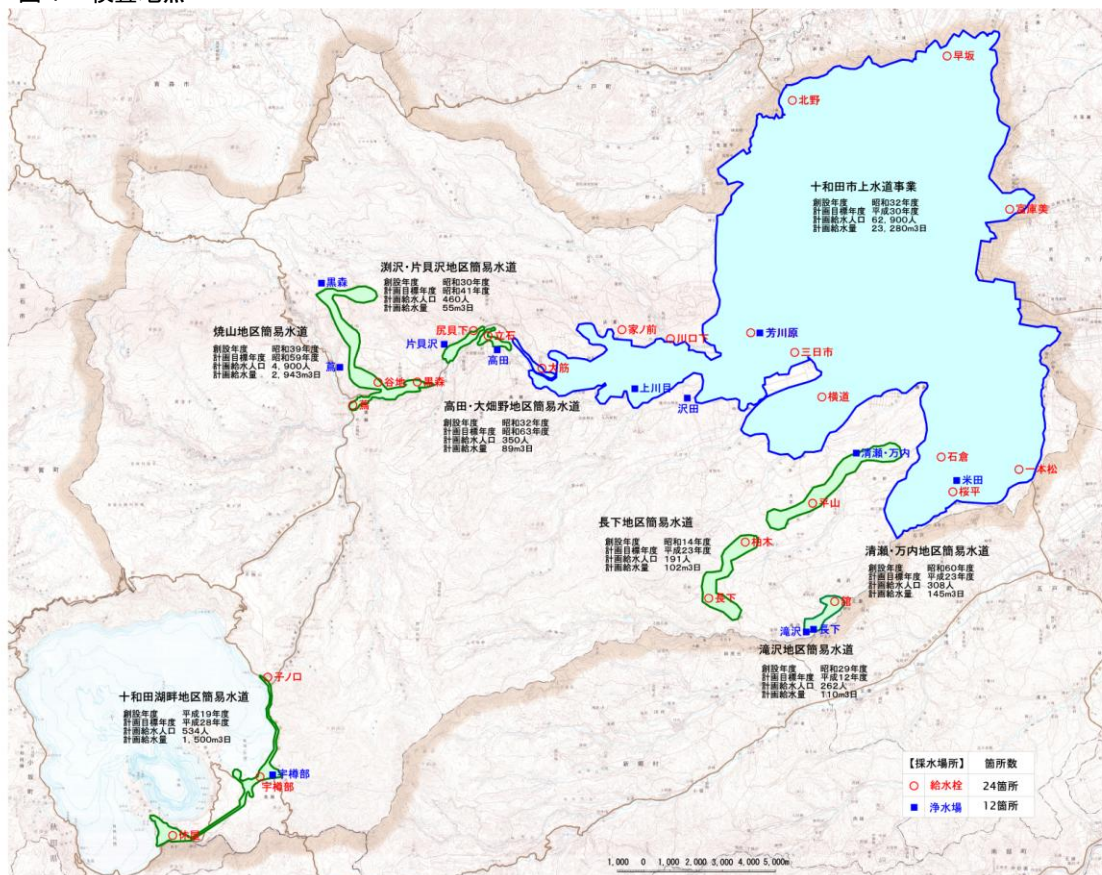 早坂
北野
十和田市上水道事業
創設年度 昭和32年度
計画目標年度 平成30年度
計画給水人口 62,900人
計画給水量 23,280m3日
富庫美
渕沢・片貝沢地区簡易水道
創設年度 昭和30年度
計画目標年度 昭和41年度
計画給水人口 460人
計画給水量 55m3日
黒森
焼山地区簡易水道
創設年度 昭和39年度
計画目標年度 昭和59年度
計画給水人口 4,900人
計画給水量 2,943m3日
尻貝下
立石
片貝沢
高田
家ノ前
川口下
芳川原
三日市
蔦
谷地
黒森
蔦
大筋
上川目
沢田
横道
高田・大畑野地区簡易水道
創設年度 昭和32年度
計画目標年度 昭和63年度
計画給水人口 350人
計画給水量 89m3日
清瀬・万内
石倉
一本松
米田
桜平
平山
長下地区簡易水道
創設年度 昭和14年度
計画目標年度 平成23年度
計画給水人口 191人
計画給水量 102m3日
柏木
長下
清瀬・万内地区簡易水道
創設年度 昭和60年度
計画目標年度 平成23年度
計画給水人口 308人
計画給水量 145m3日
舘
滝沢
長下
滝沢地区簡易水道
創設年度 昭和29年度
計画目標年度 平成12年度
計画給水人口 262人
計画給水量 110m3日
子ノ口
十和田湖畔地区簡易水道
創設年度 平成19年度
計画目標年度 平成28年度
計画給水人口 534人
計画給水量 1,500m3日
宇樽部
宇樽部
休屋
【採水場所】 箇所数
給水栓 24箇所
浄水場 12箇所
1,000 0 1,000 2,000 3,000 4,000 5,000m